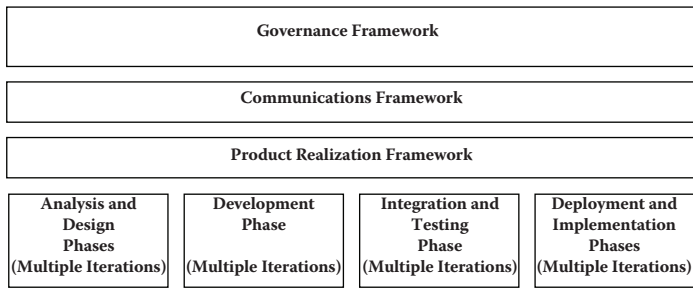 Governance Framework
Communications Framework
Product Realization Framework
Analysis and
Design
Phases
(Multiple Iterations)
Development
Phase
(Multiple Iterations)
Integration and
Testing
Phase
(Multiple Iterations)
Deployment and
Implementation
Phases
(Multiple Iterations)